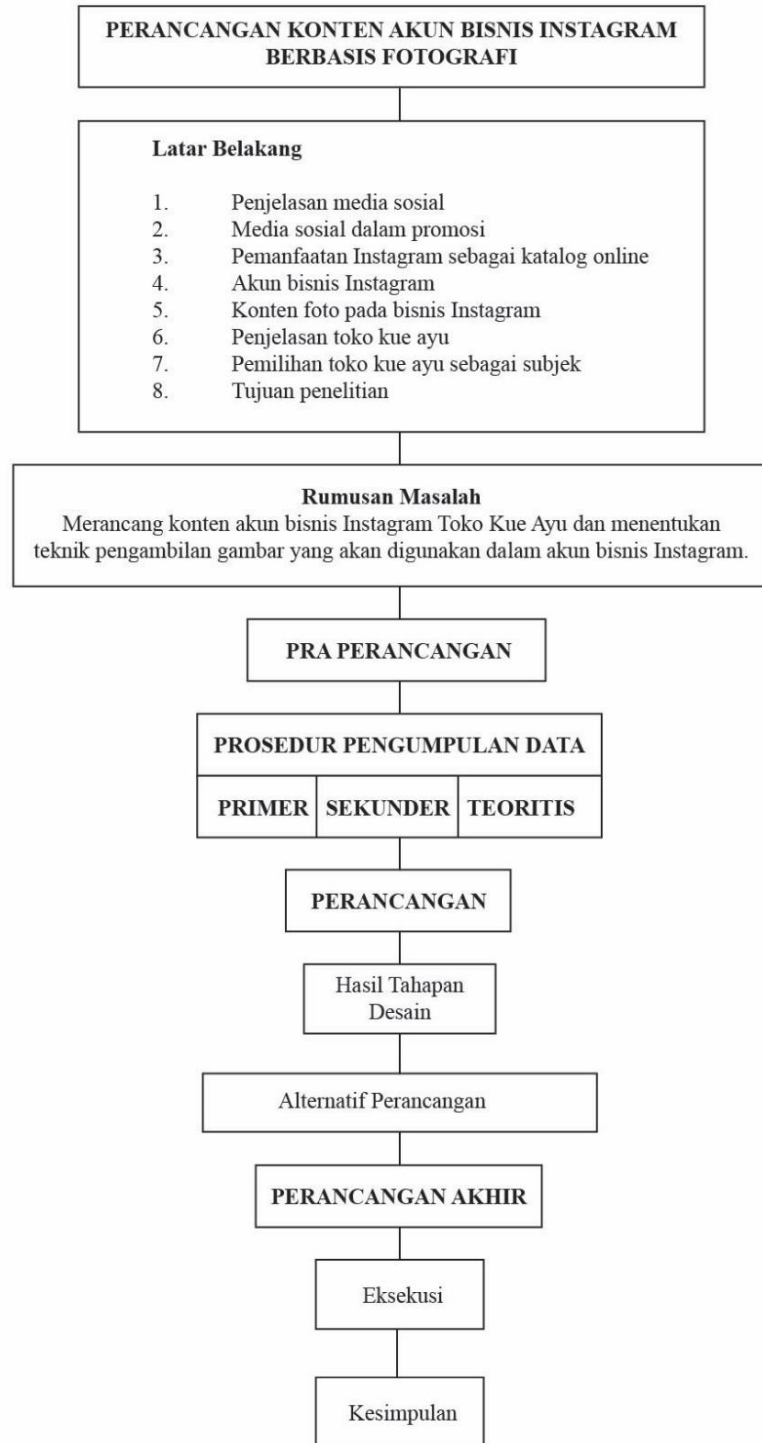 PERANCANGAN KONTEN AKUN BISNIS INSTAGRAM
BERBASIS FOTOGRAFI
Latar Belakang
1. Penjelasan media sosial
2. Media sosial dalam promosi
3. Pemanfaatan Instagram sebagai katalog online
4. Akun bisnis Instagram
5. Konten foto pada bisnis Instagram
6. Penjelasan toko kue ayu
7. Pemilihan toko kue ayu sebagai subjek
8. Tujuan penelitian
Rumusan Masalah
Merancang konten akun bisnis Instagram Toko Kue Ayu dan menentukan
teknik pengambilan gambar yang akan digunakan dalam akun bisnis Instagram.
PRA PERANCANGAN
PROSEDUR PENGUMPULAN DATA
PRIMER SEKUNDER TEORITIS
PERANCANGAN
Hasil Tahapan
Desain
Alternatif Perancangan
PERANCANGAN AKHIR
Eksekusi
Kesimpulan